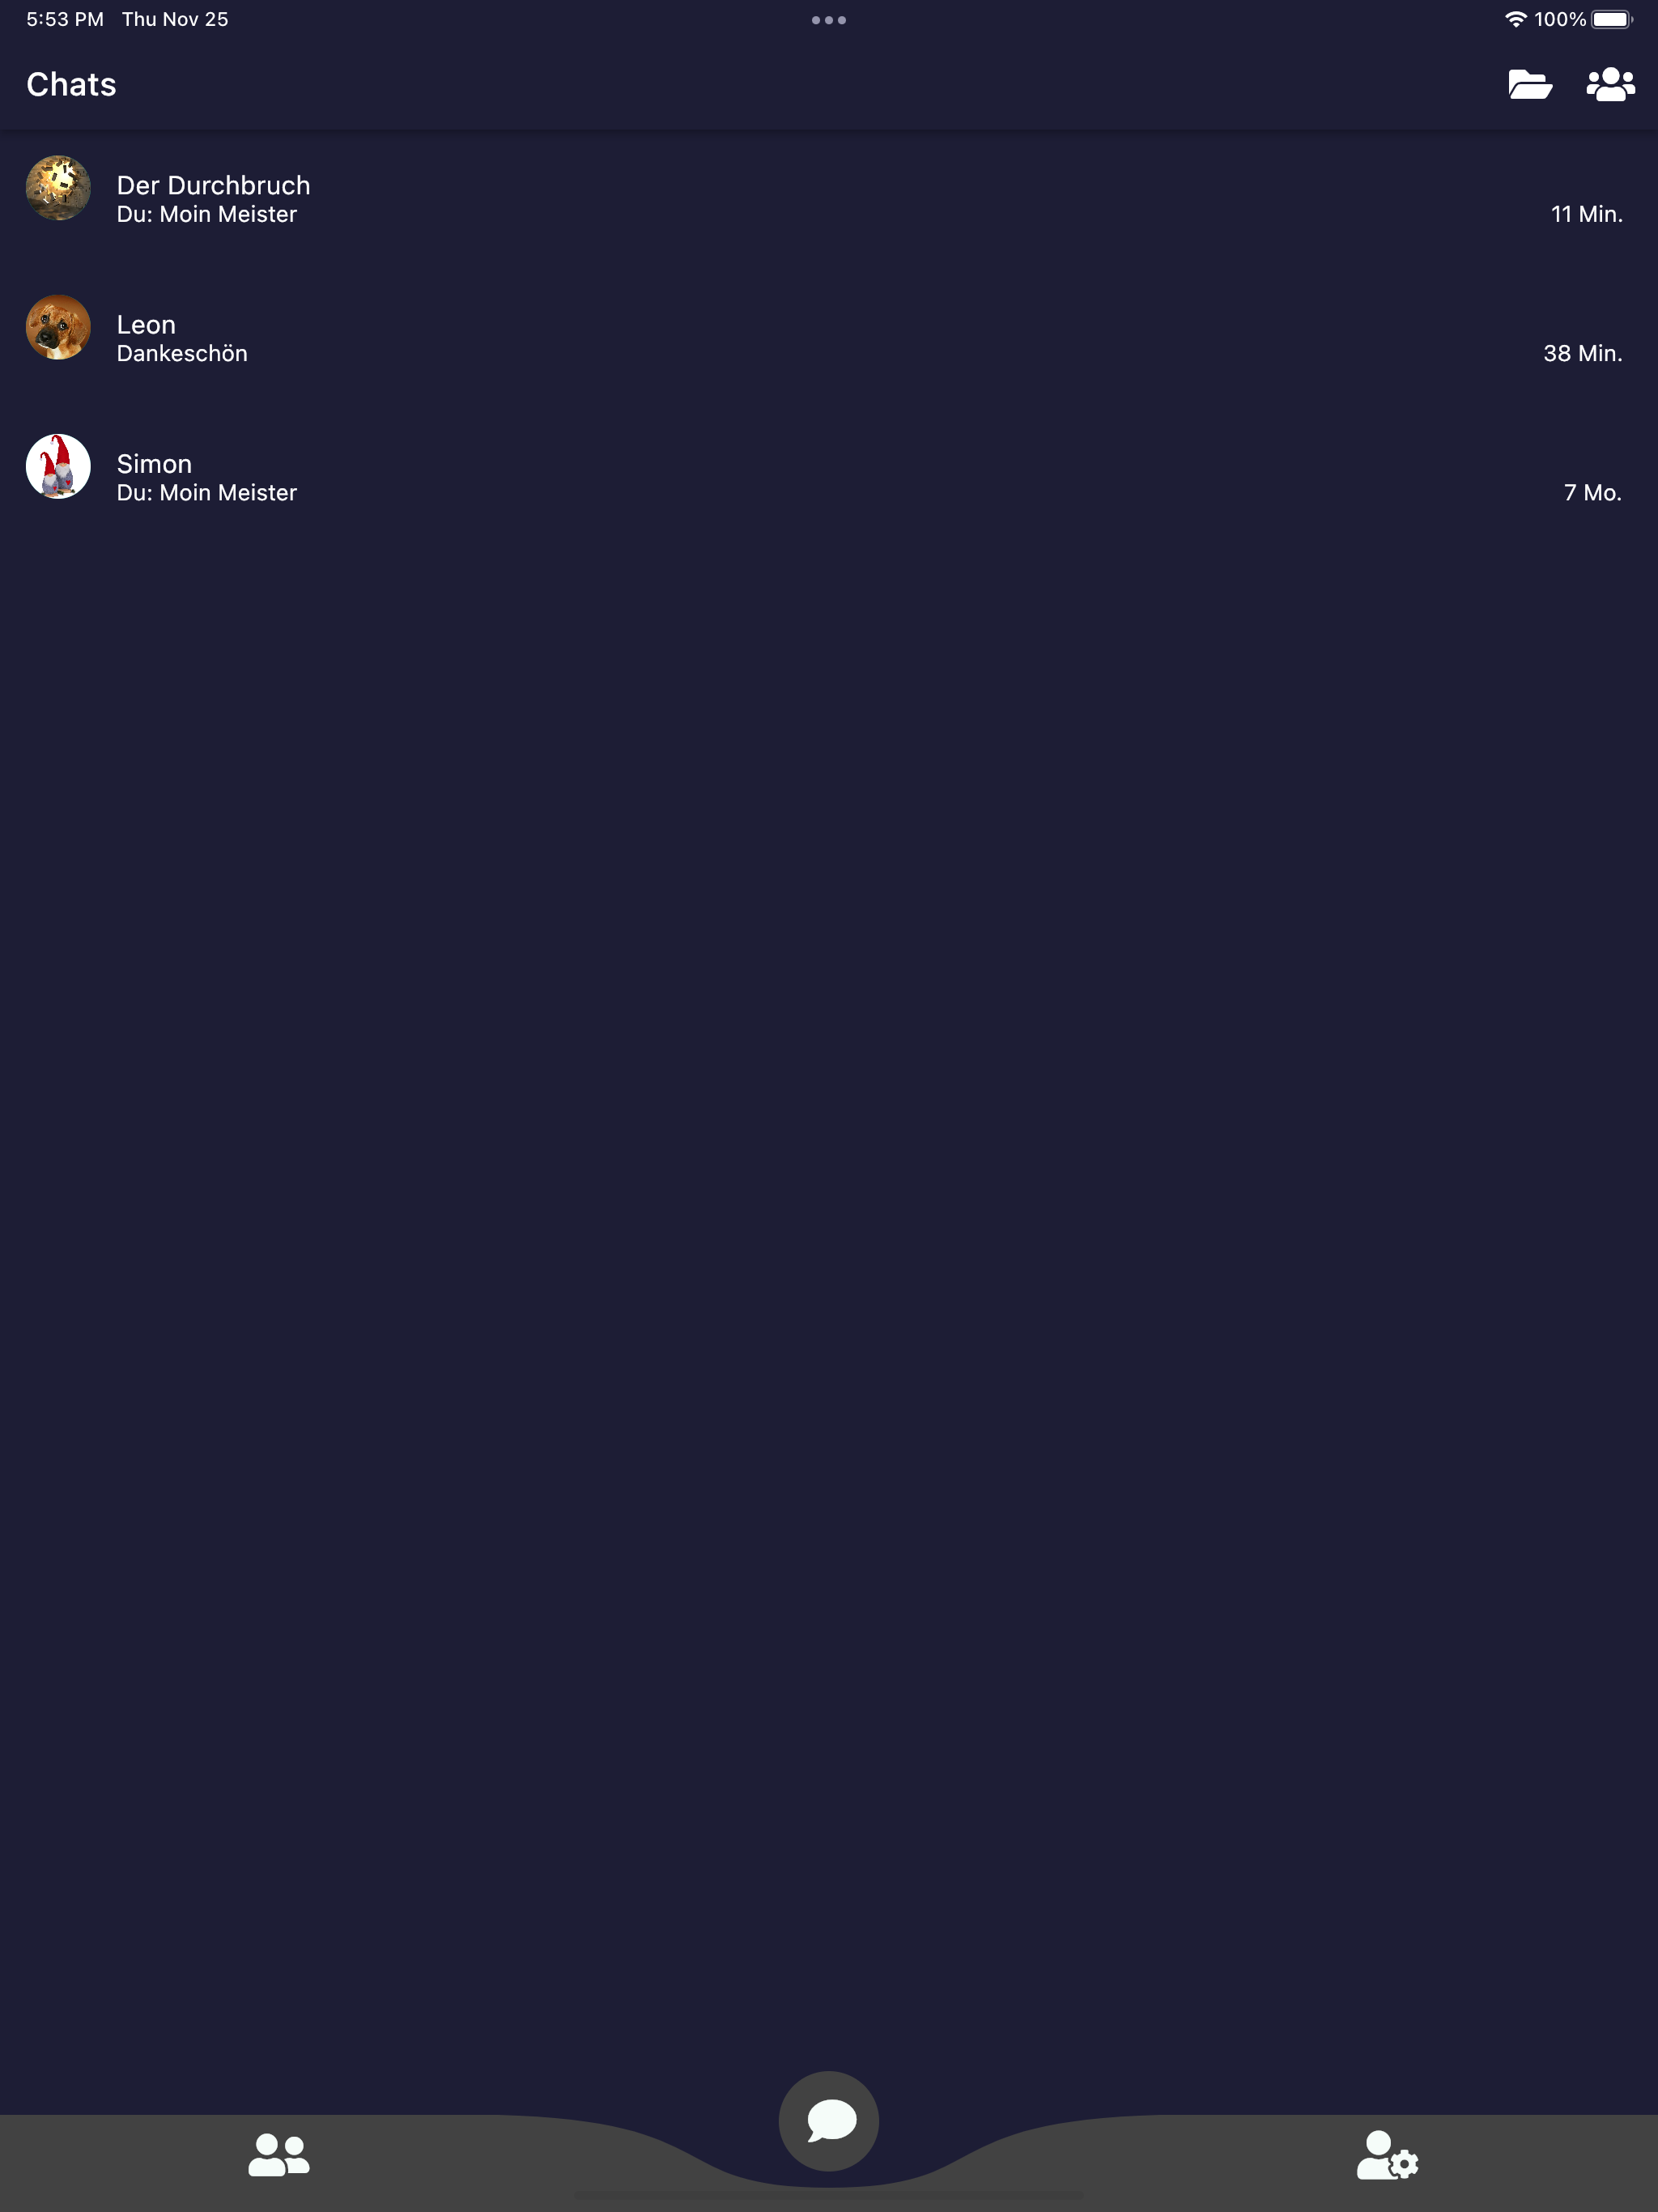 5:53 PM Thu Nov 25
100%
Chats
Der Durchbruch
Du: Moin Meister
11 Min.
Leon
Dankeschön
38 Min.
Simon
Du: Moin Meister
7 Mo.